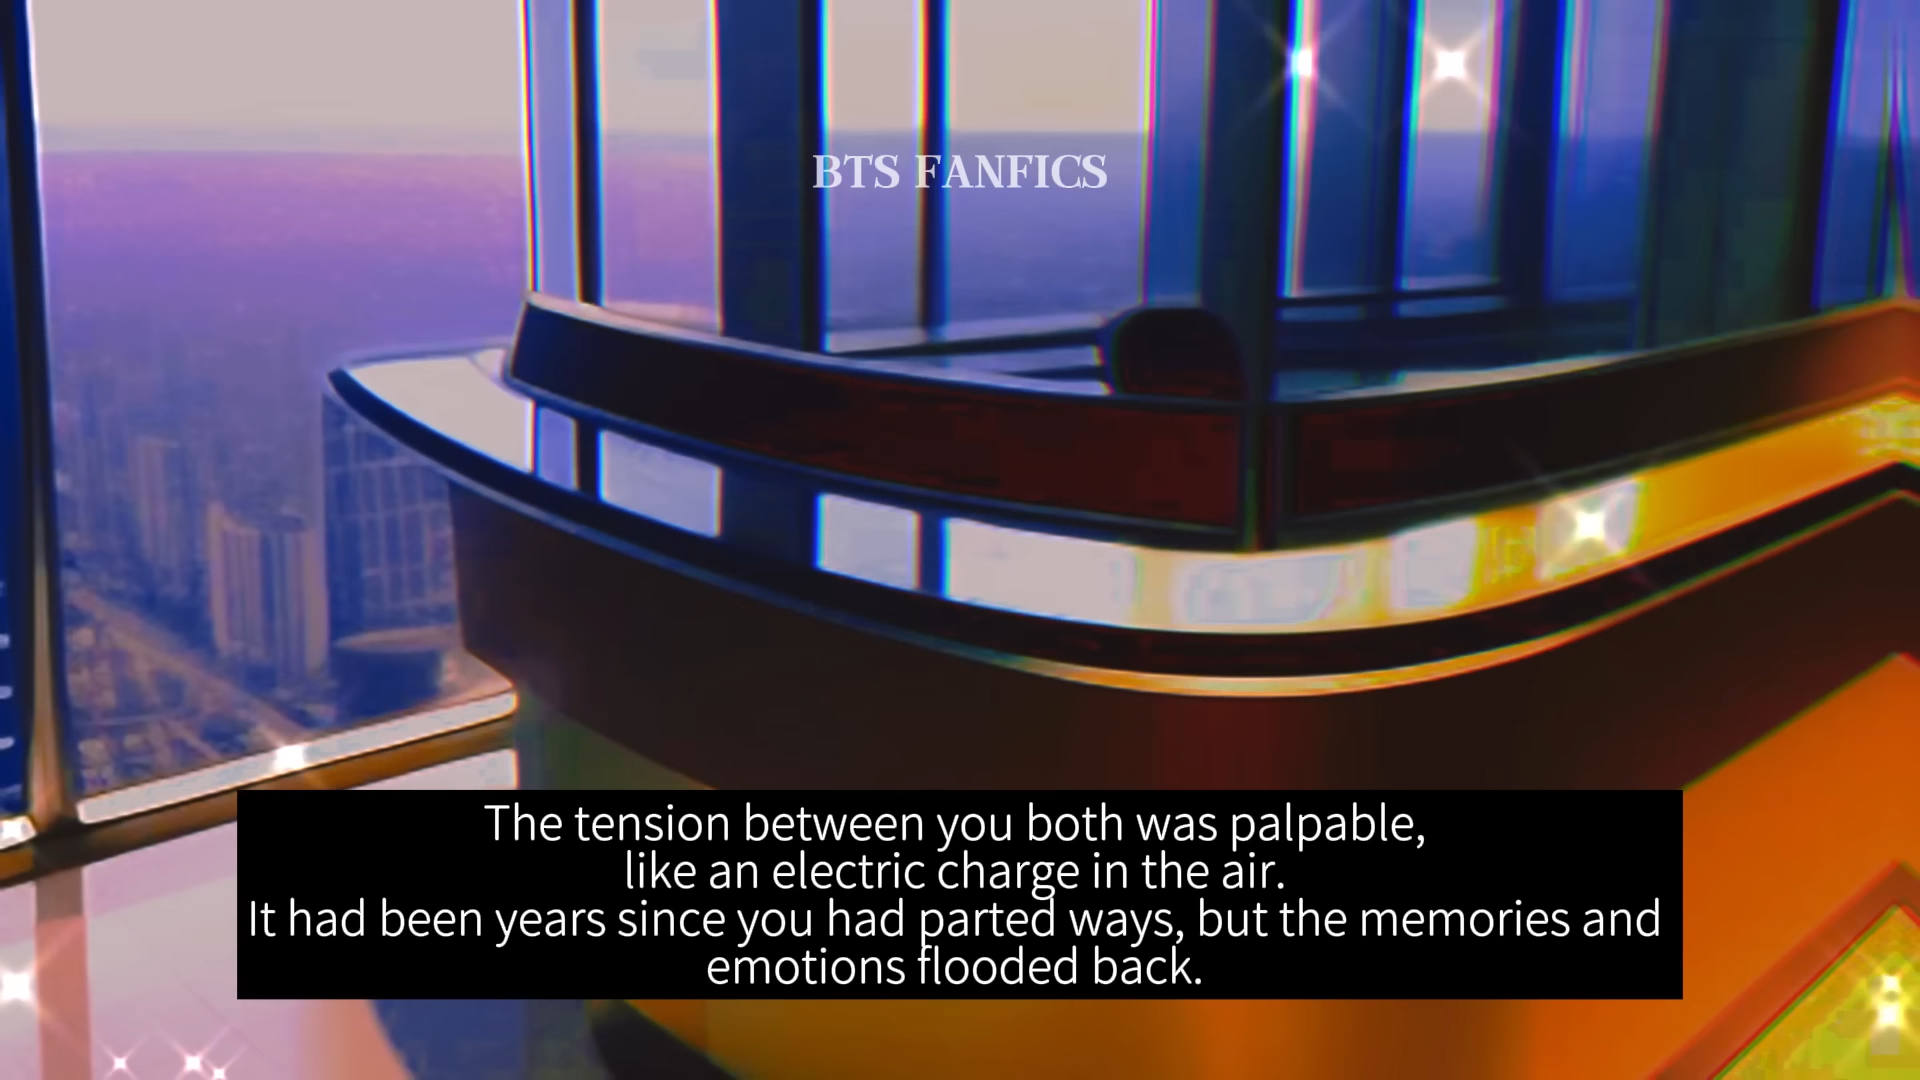 BTS FANFICS
The tension between you both was palpable,
like an electric charge in the air.
It had been years since you had parted ways, but the memories and
emotions flooded back.